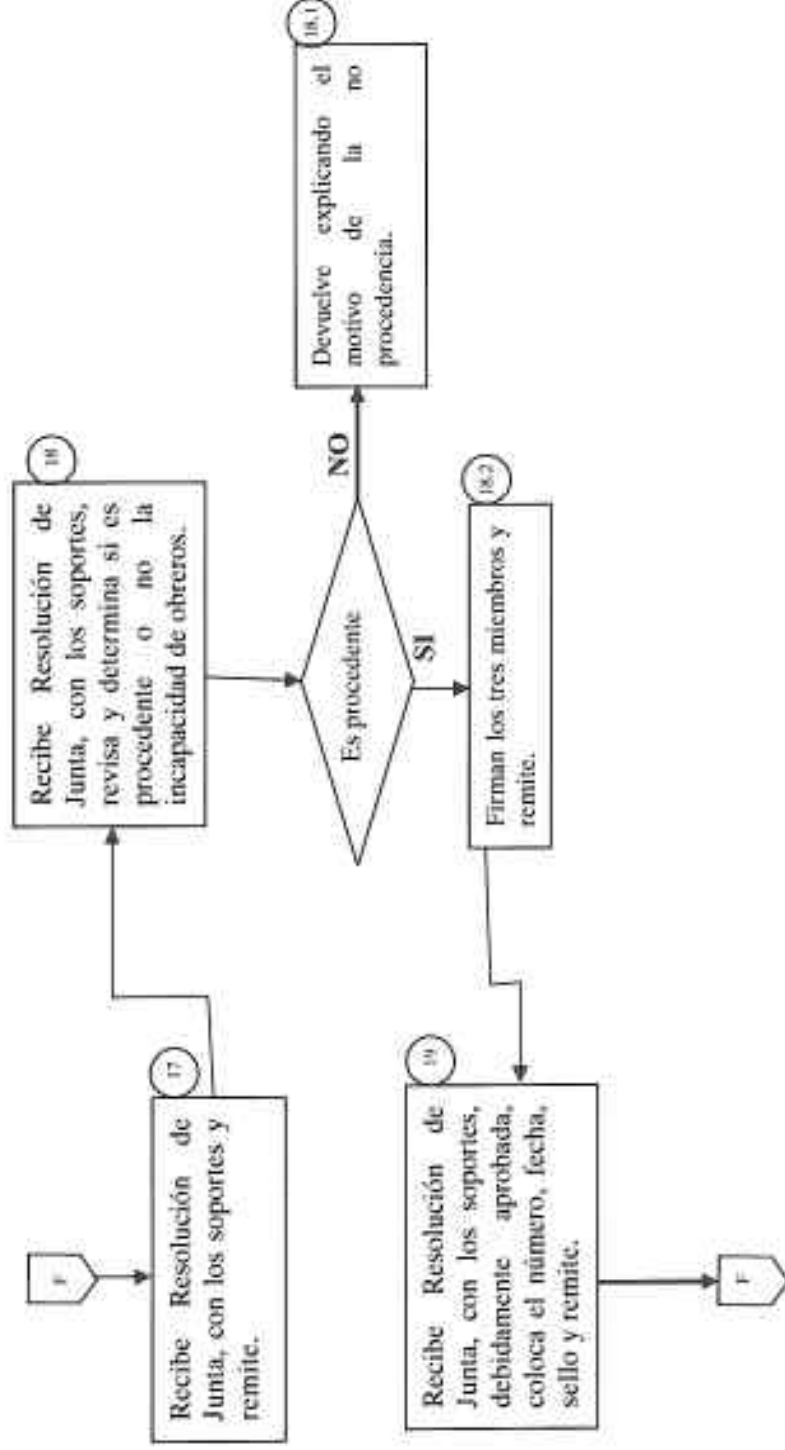 F
17
Recibe Resolución de
Junta, con los soportes y
remite.
18
Recibe Resolución de
Junta, con los soportes,
revisa y determina si es
procedente o no la
incapacidad de obreros.
Es procedente
NO
18.1
Devuelve explicando el
motivo de la no
procedencia.
SI
18.2
Firman los tres miembros y
remite.
19
Recibe Resolución de
Junta, con los soportes,
debidamente aprobada,
coloca el número, fecha,
sello y remite.
F